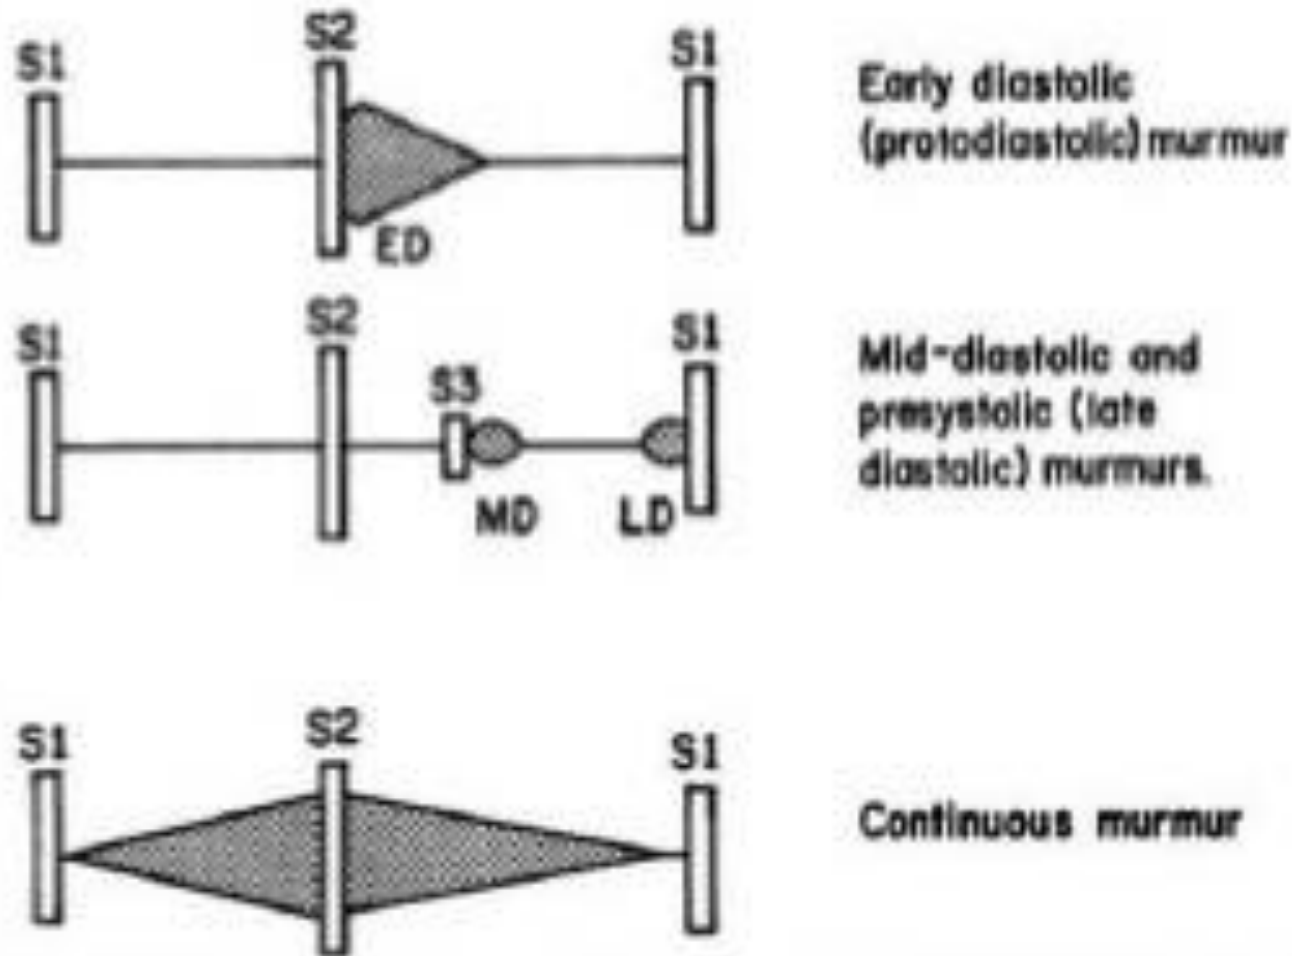 S1 S2 S1
Early diastolic
(protodiastolic) murmur
ED
S1 S2 S3 S1
Mid-diastolic and
presystolic (late
diastolic) murmurs.
MD LD
S1 S2 S1
Continuous murmur